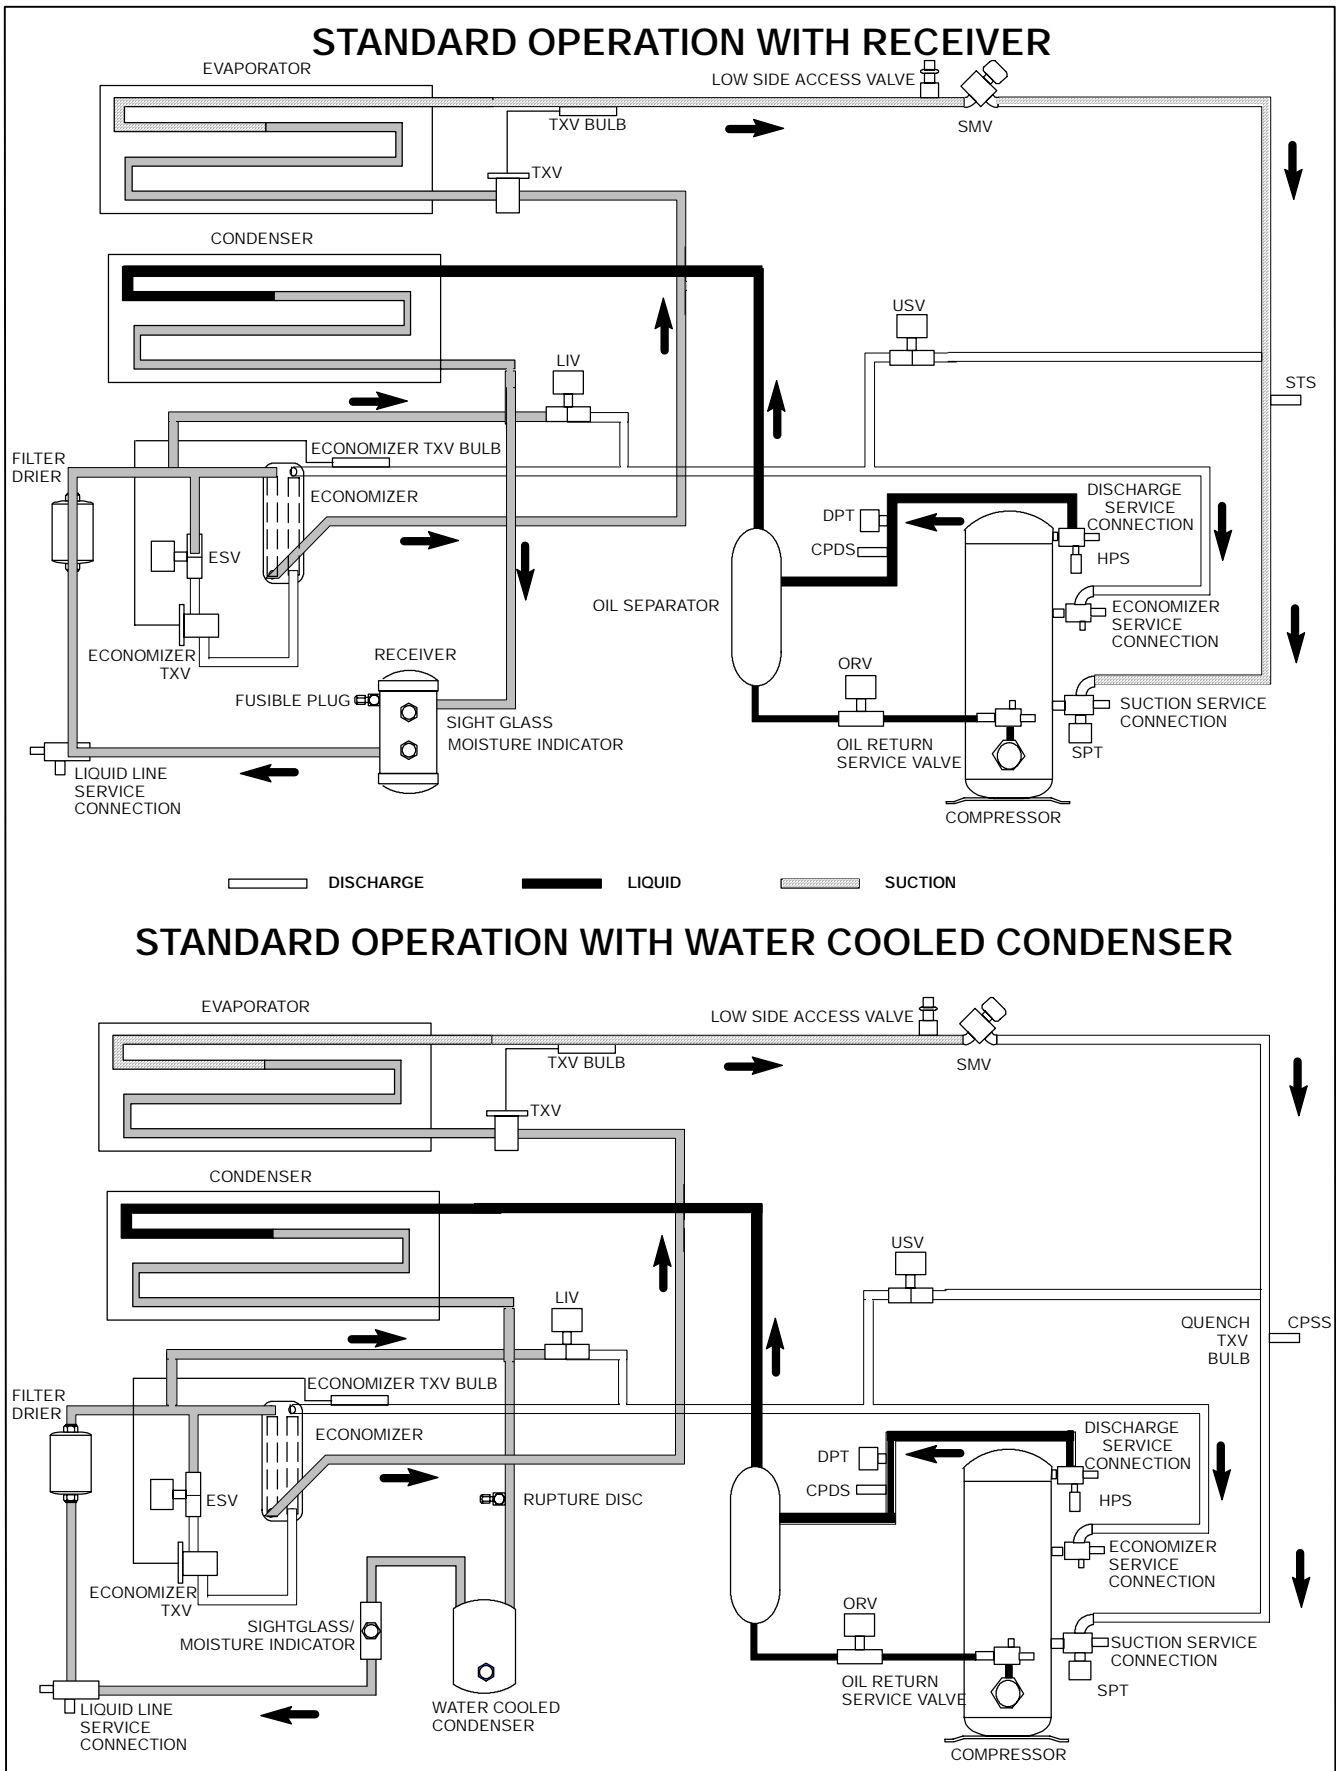 STANDARD OPERATION WITH RECEIVER
EVAPORATOR
LOW SIDE ACCESS VALVE
TXV BULB
SMV
TXV
CONDENSER
USV
LIV
STS
ECONOMIZER TXV BULB
FILTER
DRIER
ECONOMIZER
DISCHARGE
SERVICE
CONNECTION
DPT
CPDS
ESV
HPS
OIL SEPARATOR
ECONOMIZER
SERVICE
CONNECTION
ECONOMIZER
TXV
RECEIVER
ORV
FUSIBLE PLUG
SIGHT GLASS
MOISTURE INDICATOR
SUCTION SERVICE
CONNECTION
OIL RETURN
SERVICE VALVE
SPT
LIQUID LINE
SERVICE
CONNECTION
COMPRESSOR
DISCHARGE
LIQUID
SUCTION
STANDARD OPERATION WITH WATER COOLED CONDENSER
EVAPORATOR
LOW SIDE ACCESS VALVE
TXV BULB
SMV
TXV
CONDENSER
USV
LIV
QUENCH
TXV
BULB
CPSS
ECONOMIZER TXV BULB
FILTER
DRIER
ECONOMIZER
DISCHARGE
SERVICE
CONNECTION
DPT
CPDS
ESV
RUPTURE DISC
HPS
ECONOMIZER
SERVICE
CONNECTION
ECONOMIZER
TXV
SIGHTGLASS/
MOISTURE INDICATOR
ORV
SUCTION SERVICE
CONNECTION
OIL RETURN
SERVICE VALVE
SPT
LIQUID LINE
SERVICE
CONNECTION
WATER COOLED
CONDENSER
COMPRESSOR